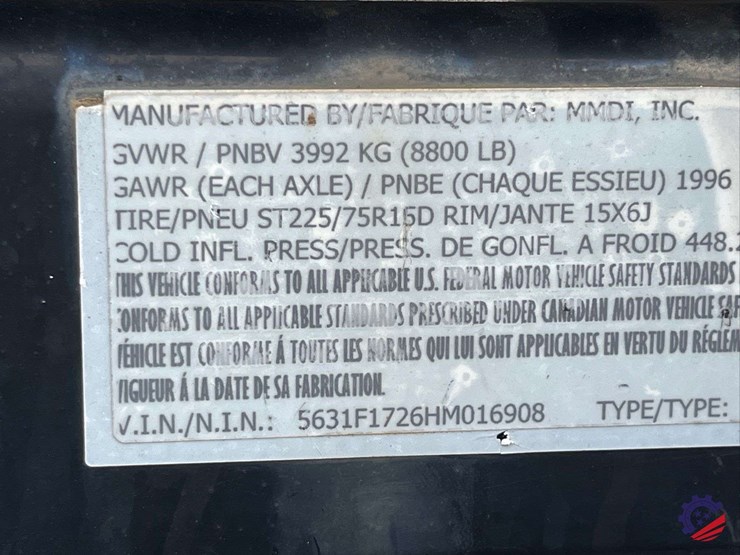 MANUFACTURED BY/FABRIQUE PAR: MMDI, INC.
GVWR / PNBV 3992 KG (8800 LB)
GAWR (EACH AXLE) / PNBE (CHAQUE ESSIEU) 1996
TIRE/PNEU ST225/75R15D RIM/JANTE 15X6J
COLD INFL. PRESS/PRESS. DE GONFL. A FROID 448.2
THIS VEHICLE CONFORMS TO ALL APPLICABLE U.S. FEDERAL MOTOR VEHICLE SAFETY STANDARDS
CONFORMS TO ALL APPLICABLE STANDARDS PRESCRIBED UNDER CANADIAN MOTOR VEHICLE SAF
VÉHICLE EST CONFORME Á TOUTES LES NORMES QUI LUI SONT APPLICABLES EN VERTU DU RÉGLEM
VIGUEUR Á LA DATE DE SA FABRICATION.
V.I.N./N.I.N.: 5631F1726HM016908 TYPE/TYPE: